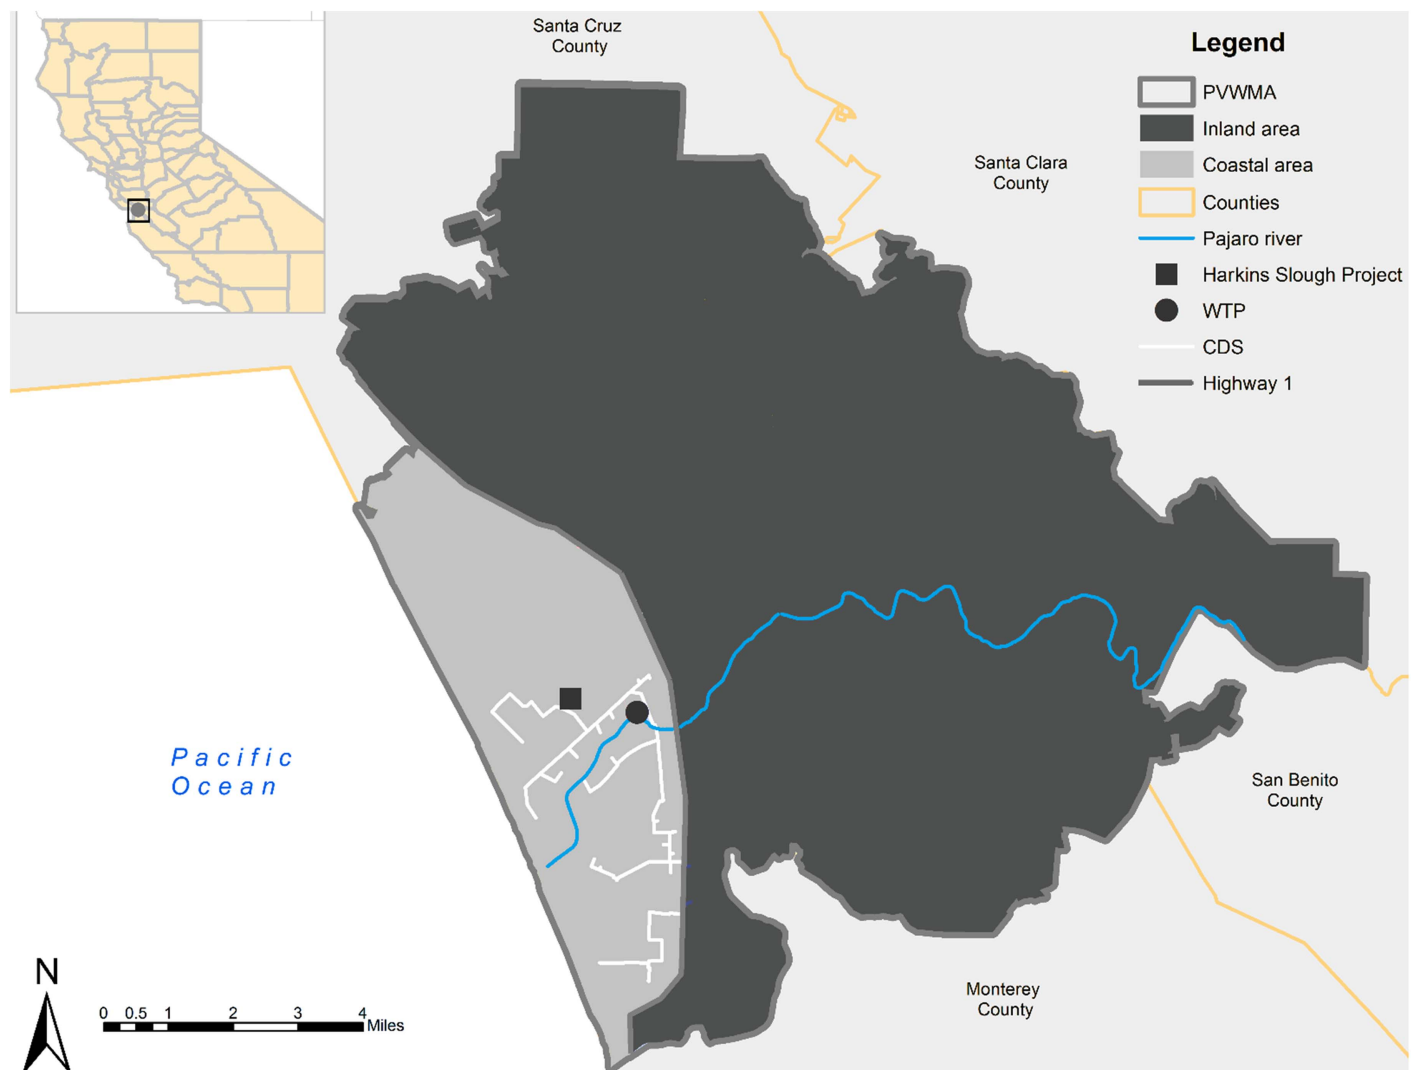 Santa Cruz
County
Legend
PVWMA
Inland area
Coastal area
Counties
Pajaro river
Harkins Slough Project
WTP
CDS
Highway 1
Santa Clara
County
Pacific
Ocean
San Benito
County
Monterey
County
N
0 0.5 1 2 3 4
Miles